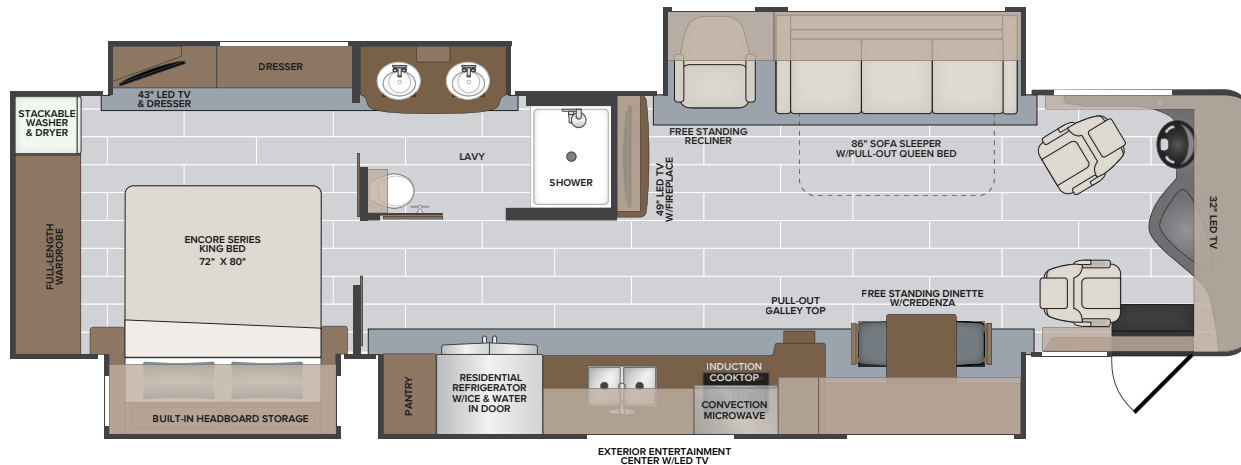 DRESSER
43" LED TV
& DRESSER
STACKABLE
WASHER
& DRYER
LAVY
SHOWER
FREE STANDING
RECLINER
86" SOFA SLEEPER
W/PULL-OUT QUEEN BED
49" LED TV
W/FIREPLACE
32" LED TV
FULL-LENGTH
WARDROBE
ENCORE SERIES
KING BED
72" X 80"
PULL-OUT
GALLEY TOP
FREE STANDING DINETTE
W/CREDENZA
PANTRY
RESIDENTIAL
REFRIGERATOR
W/ICE & WATER
IN DOOR
INDUCTION
COOKTOP
CONVECTION
MICROWAVE
BUILT-IN HEADBOARD STORAGE
EXTERIOR ENTERTAINMENT
CENTER W/LED TV